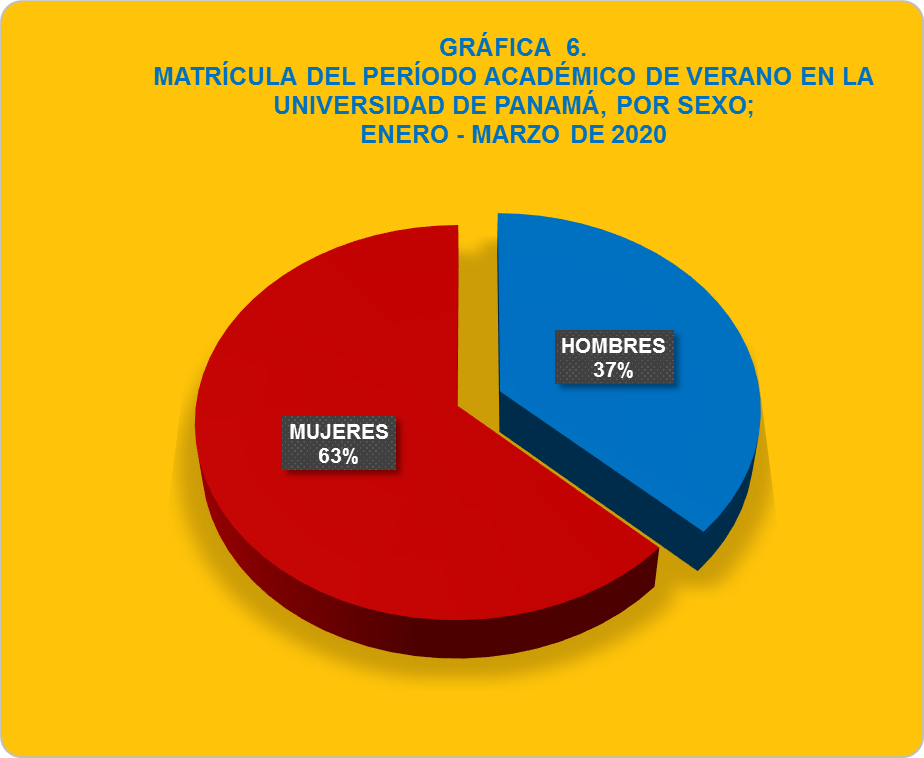 GRÁFICA 6.
MATRÍCULA DEL PERÍODO ACADÉMICO DE VERANO EN LA
UNIVERSIDAD DE PANAMÁ, POR SEXO;
ENERO - MARZO DE 2020
HOMBRES
37%
MUJERES
63%